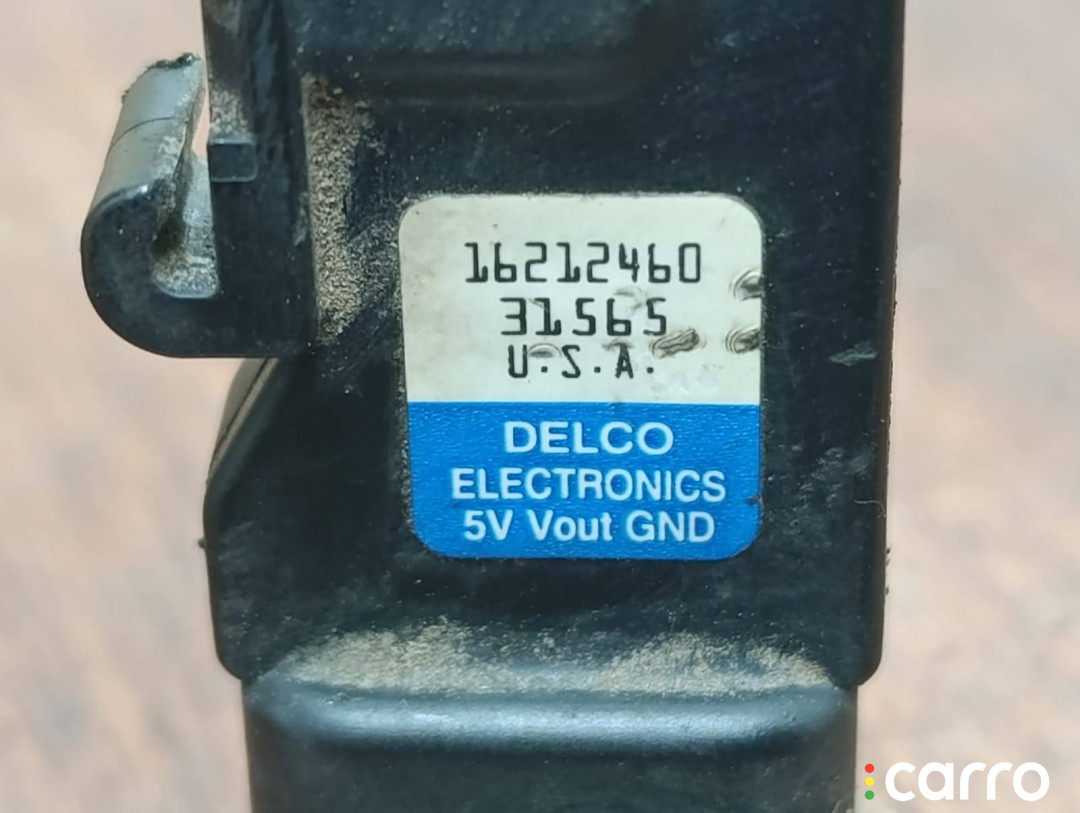 16212460
31565
U.S.A.
DELCO
ELECTRONICS
5V Vout GND
carro